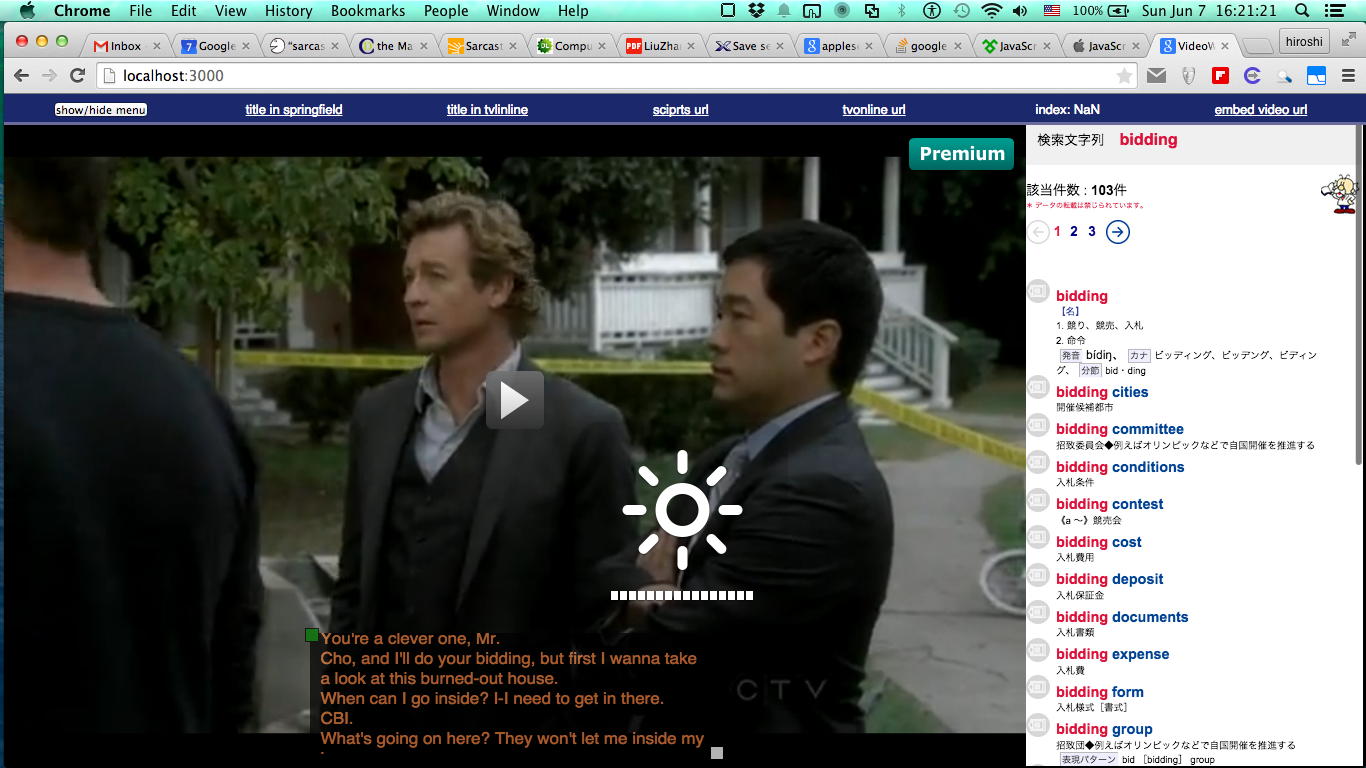 Chrome File Edit View History Bookmarks People Window Help 100% Sun Jun 7 16:21:21
Inbox Google "sarcas the Ma Sarcast Compu LiuZhar Save se applesc google JavaScr JavaScr VideoW hiroshi
localhost:3000
show/hide menu title in springfield title in tvlinline sciprts url tvonline url index: NaN embed video url
Premium
You're a clever one, Mr.
Cho, and I'll do your bidding, but first I wanna take
a look at this burned-out house.
When can I go inside? I-I need to get in there.
CBI.
What's going on here? They won't let me inside my
CTV
検索文字列 bidding
該当件数 : 103件
＊ データの転載は禁じられています。
1 2 3
bidding
【名】
1. 競り、競売、入札
2. 命令
発音 bídiŋ、 カナ ビッディング、ビッデング、ビディン
グ、 分節 bid・ding
bidding cities
開催候補都市
bidding committee
招致委員会◆例えばオリンピックなどで自国開催を推進する
bidding conditions
入札条件
bidding contest
《a ～》競売会
bidding cost
入札費用
bidding deposit
入札保証金
bidding documents
入札書類
bidding expense
入札費
bidding form
入札様式［書式］
bidding group
招致団◆例えばオリンピックなどで自国開催を推進する
表現パターン bid ［bidding］ group